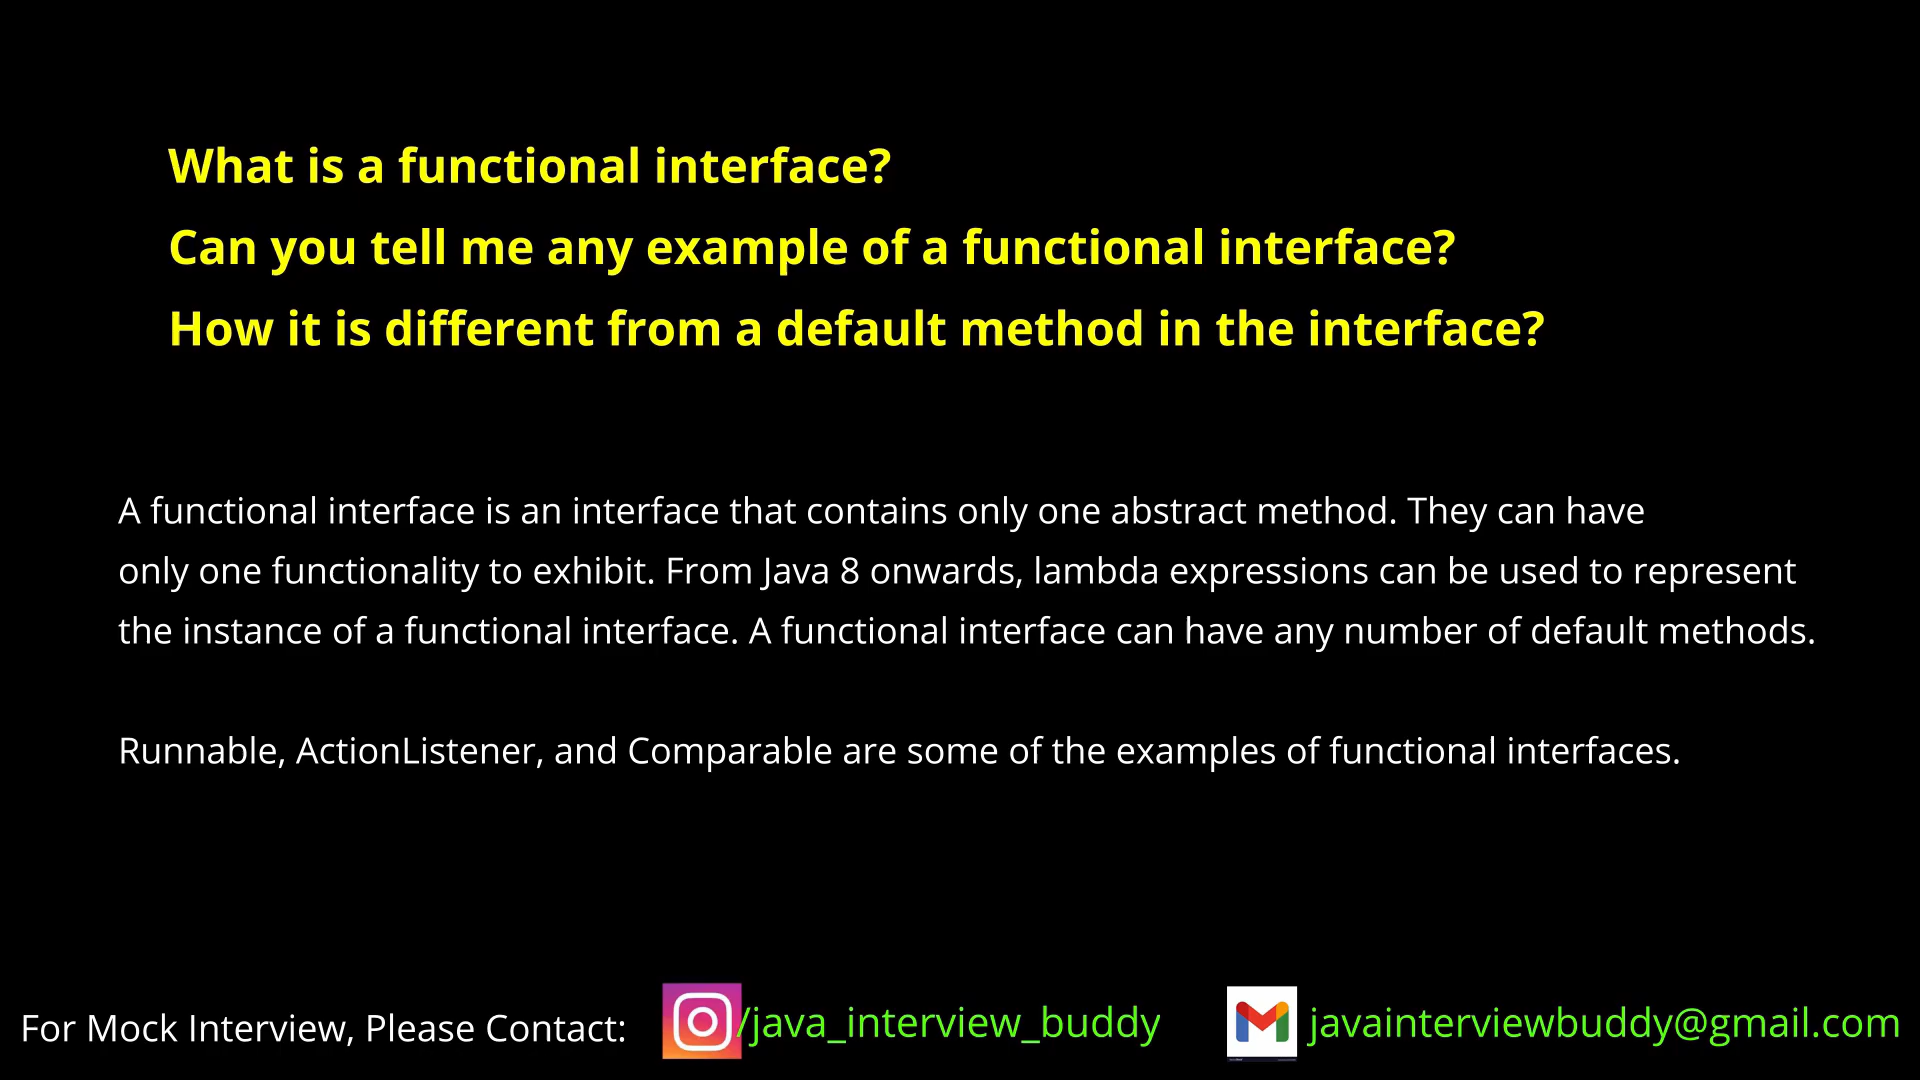 What is a functional interface?
Can you tell me any example of a functional interface?
How it is different from a default method in the interface?
A functional interface is an interface that contains only one abstract method. They can have
only one functionality to exhibit. From Java 8 onwards, lambda expressions can be used to represent
the instance of a functional interface. A functional interface can have any number of default methods.
Runnable, ActionListener, and Comparable are some of the examples of functional interfaces.
For Mock Interview, Please Contact: /java_interview_buddy javainterviewbuddy@gmail.com